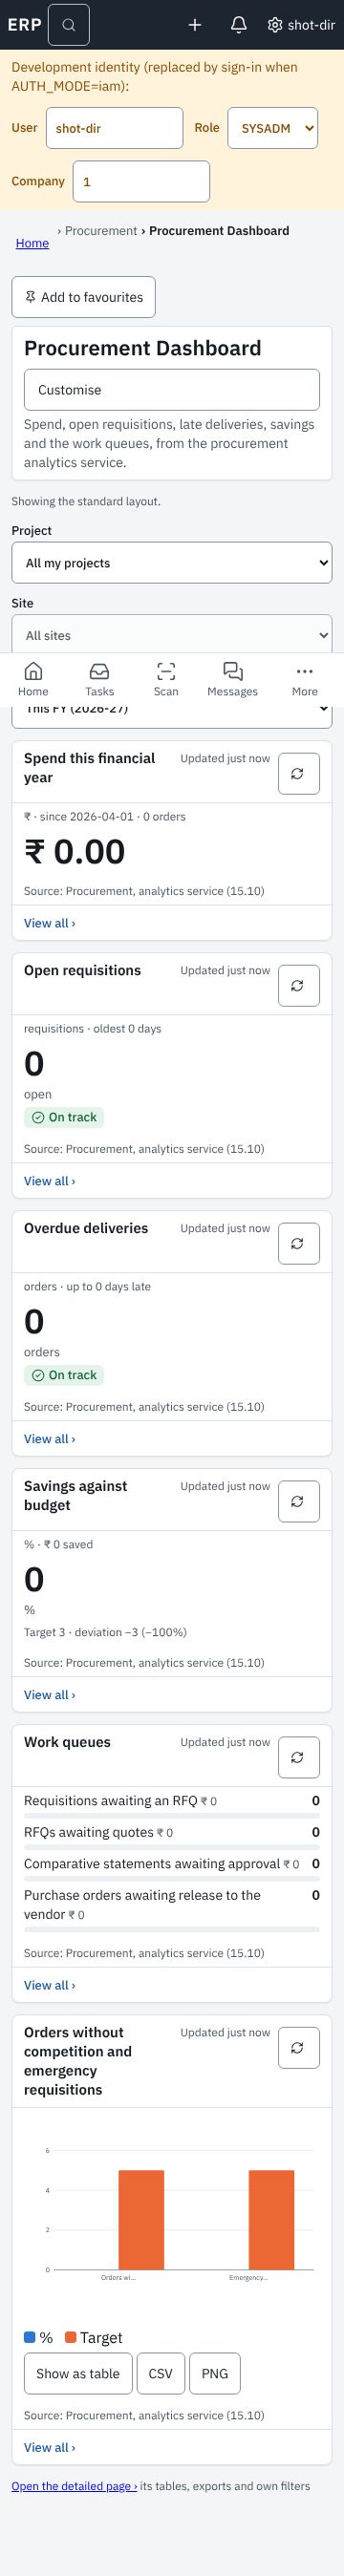 ERP
shot-dir
Development identity (replaced by sign-in when
AUTH_MODE=iam):
User shot-dir Role SYSADM
Company 1
Home › Procurement › Procurement Dashboard
Add to favourites
Procurement Dashboard
Customise
Spend, open requisitions, late deliveries, savings
and the work queues, from the procurement
analytics service.
Showing the standard layout.
Project
All my projects
Site
All sites
Home Tasks Scan Messages More
This FY (2026-27)
Spend this financial
year
Updated just now
₹ · since 2026-04-01 · 0 orders
₹ 0.00
Source: Procurement, analytics service (15.10)
View all ›
Open requisitions
Updated just now
requisitions · oldest 0 days
0
open
On track
Source: Procurement, analytics service (15.10)
View all ›
Overdue deliveries
Updated just now
orders · up to 0 days late
0
orders
On track
Source: Procurement, analytics service (15.10)
View all ›
Savings against
budget
Updated just now
% · ₹ 0 saved
0
%
Target 3 · deviation −3 (−100%)
Source: Procurement, analytics service (15.10)
View all ›
Work queues
Updated just now
Requisitions awaiting an RFQ ₹ 0 0
RFQs awaiting quotes ₹ 0 0
Comparative statements awaiting approval ₹ 0 0
Purchase orders awaiting release to the 0
vendor ₹ 0
Source: Procurement, analytics service (15.10)
View all ›
Orders without
competition and
emergency
requisitions
Updated just now
6
4
2
0
Orders wi... Emergency...
% Target
Show as table CSV PNG
Source: Procurement, analytics service (15.10)
View all ›
Open the detailed page › its tables, exports and own filters